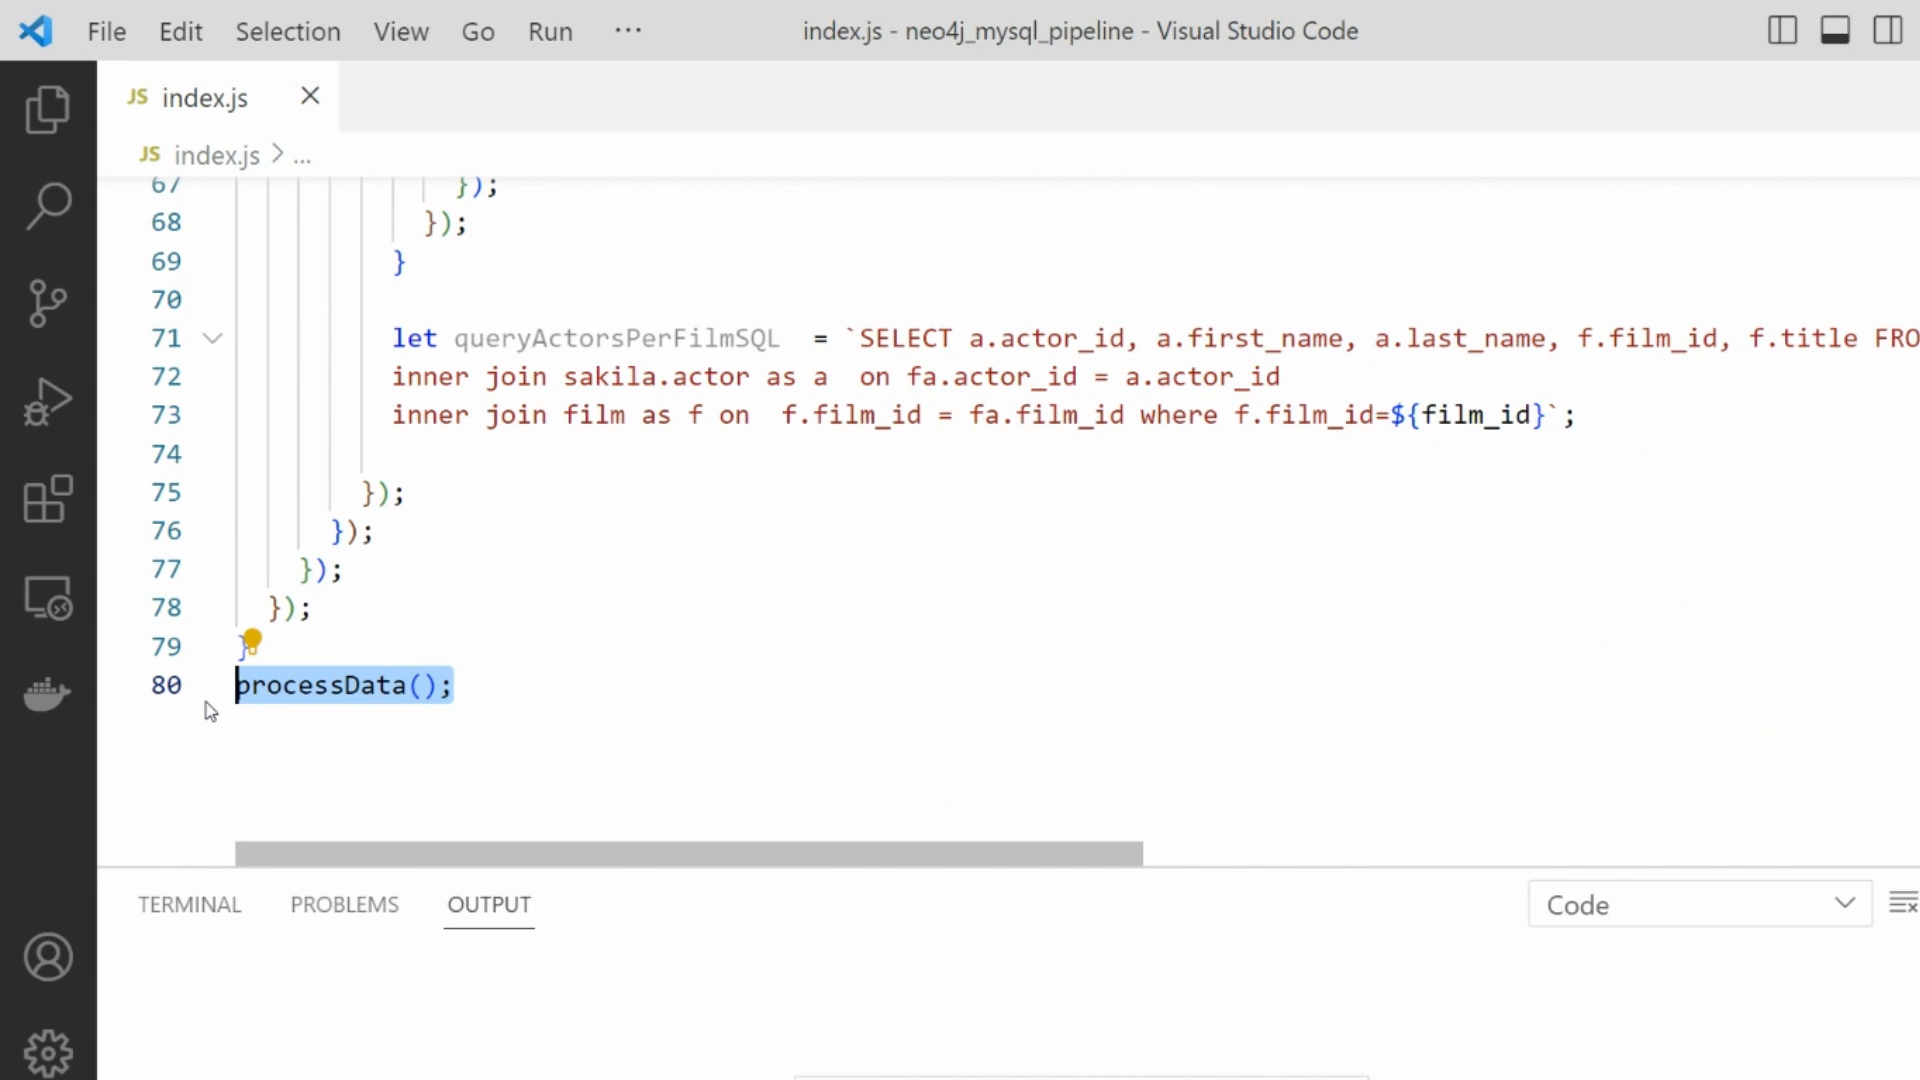 File Edit Selection View Go Run ··· index.js - neo4j_mysql_pipeline - Visual Studio Code
JS index.js ×
JS index.js > ...
67 });
68 });
69 }
70
71 let queryActorsPerFilmSQL = `SELECT a.actor_id, a.first_name, a.last_name, f.film_id, f.title FRO
72 inner join sakila.actor as a on fa.actor_id = a.actor_id
73 inner join film as f on f.film_id = fa.film_id where f.film_id=${film_id}`;
74
75 });
76 });
77 });
78 });
79 }
80 processData();
TERMINAL PROBLEMS OUTPUT Code